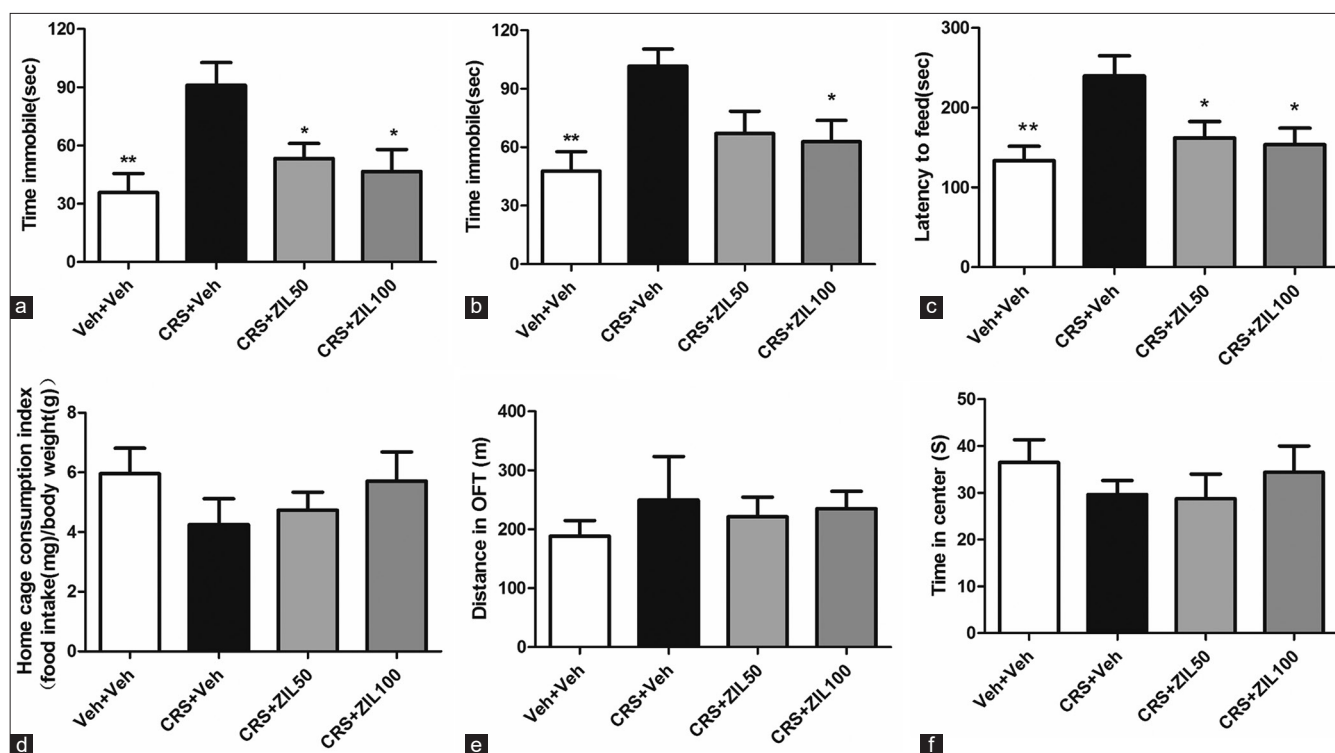 120
90
60
30
0
Time immobile(sec)
**
*
*
Veh+Veh
CRS+Veh
CRS+ZIL50
CRS+ZIL100
a
120
90
60
30
0
Time immobile(sec)
**
*
Veh+Veh
CRS+Veh
CRS+ZIL50
CRS+ZIL100
b
300
200
100
0
Latency to feed(sec)
**
*
*
Veh+Veh
CRS+Veh
CRS+ZIL50
CRS+ZIL100
c
8
6
4
2
0
Home cage consumption index
（food intake(mg)/body weight(g)）
Veh+Veh
CRS+Veh
CRS+ZIL50
CRS+ZIL100
d
400
300
200
100
0
Distance in OFT (m)
Veh+Veh
CRS+Veh
CRS+ZIL50
CRS+ZIL100
e
50
40
30
20
10
0
Time in center (S)
Veh+Veh
CRS+Veh
CRS+ZIL50
CRS+ZIL100
f